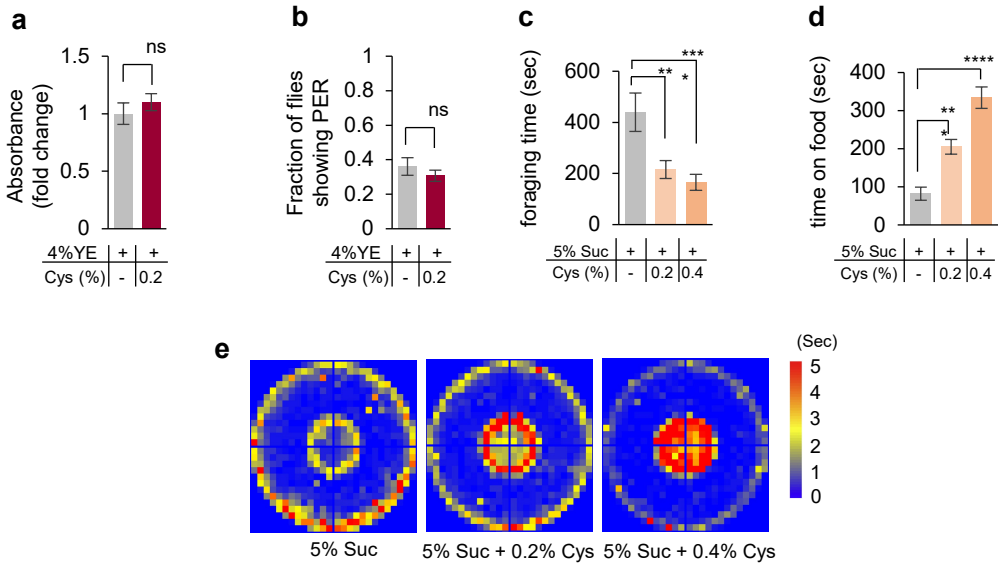 a
Absorbance
(fold change)
1.5
1
0.5
0
ns
4%YE + +
Cys (%) - 0.2
b
Fraction of flies
showing PER
1
0.8
0.6
0.4
0.2
0
ns
4%YE + +
Cys (%) - 0.2
c
foraging time (sec)
600
400
200
0
***
** *
5% Suc + + +
Cys (%) - 0.2 0.4
d
time on food (sec)
400
300
200
100
0
****
**
*
5% Suc + + +
Cys (%) - 0.2 0.4
e
(Sec)
5
4
3
2
1
0
5% Suc
5% Suc + 0.2% Cys
5% Suc + 0.4% Cys